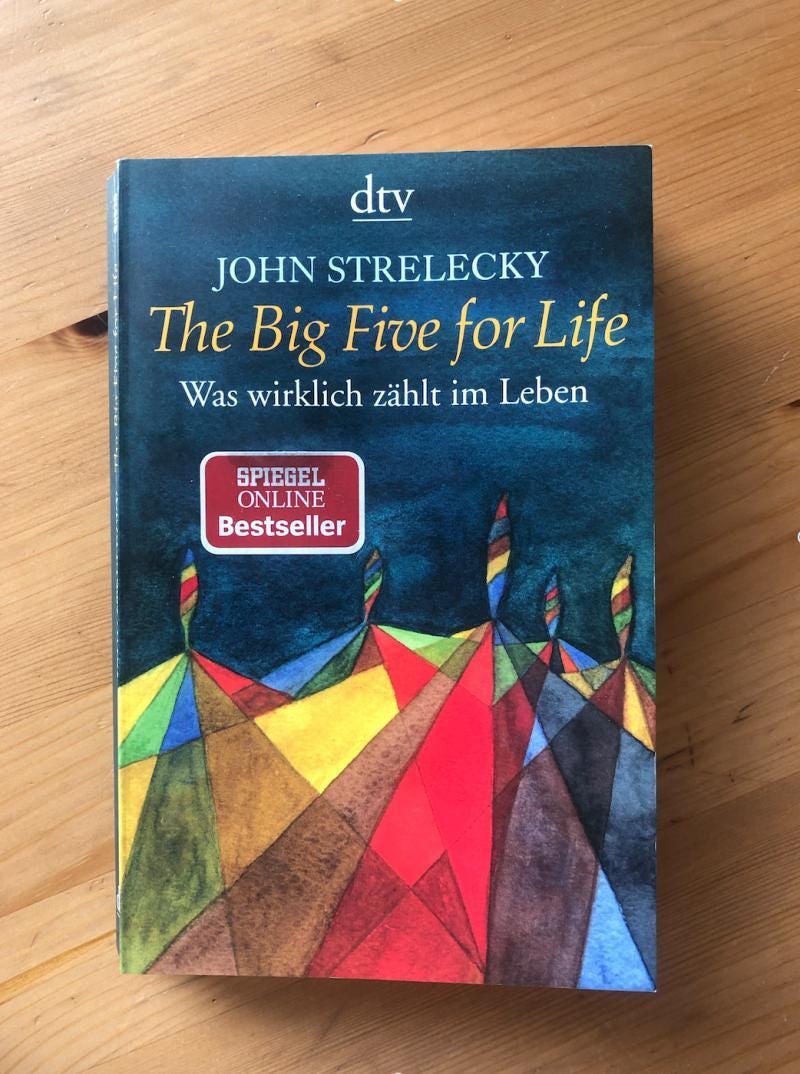 dtv
JOHN STRELECKY
The Big Five for Life
Was wirklich zählt im Leben
SPIEGEL
ONLINE
Bestseller